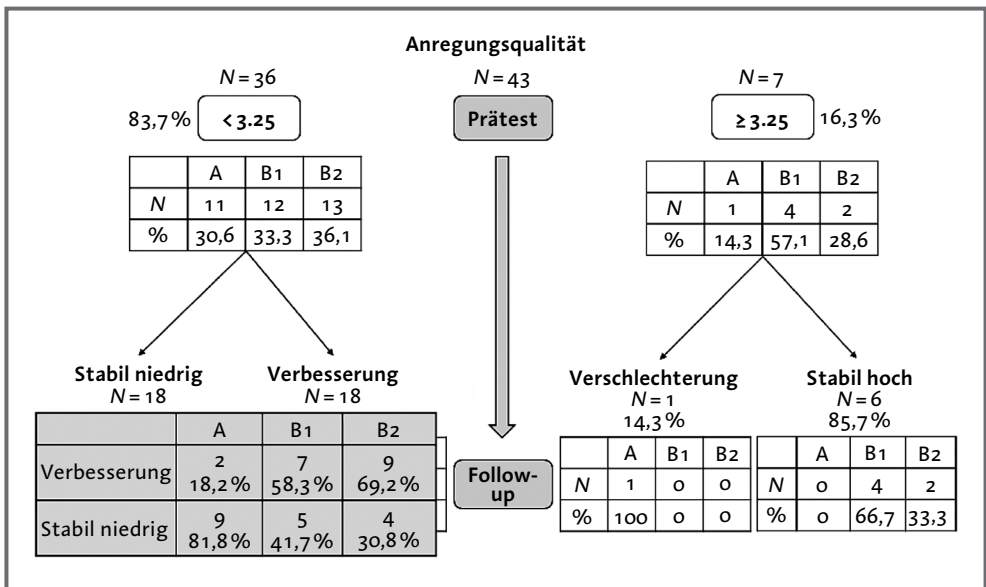 Anregungsqualität
N = 36
N = 43
N = 7
83,7 %
< 3.25
Prätest
≥ 3.25
16,3 %
A B1 B2
N 11 12 13
% 30,6 33,3 36,1
A B1 B2
N 1 4 2
% 14,3 57,1 28,6
Stabil niedrig
N = 18
Verbesserung
N = 18
A B1 B2
Verbesserung 2 7 9
18,2 % 58,3 % 69,2 %
Stabil niedrig 9 5 4
81,8 % 41,7 % 30,8 %
Follow-
up
Verschlechterung
N = 1
14,3 %
A B1 B2
N 1 0 0
% 100 0 0
Stabil hoch
N = 6
85,7 %
A B1 B2
N 0 4 2
% 0 66,7 33,3